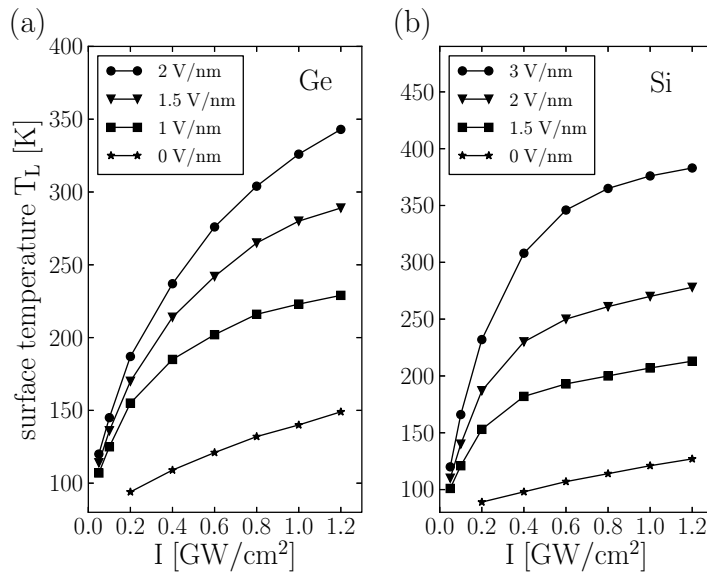 (a)
400
350
300
250
200
150
100
surface temperature T_L [K]
2 V/nm
1.5 V/nm
1 V/nm
0 V/nm
Ge
0.0 0.2 0.4 0.6 0.8 1.0 1.2
I [GW/cm²]
(b)
450
400
350
300
250
200
150
100
3 V/nm
2 V/nm
1.5 V/nm
0 V/nm
Si
0.0 0.2 0.4 0.6 0.8 1.0 1.2
I [GW/cm²]